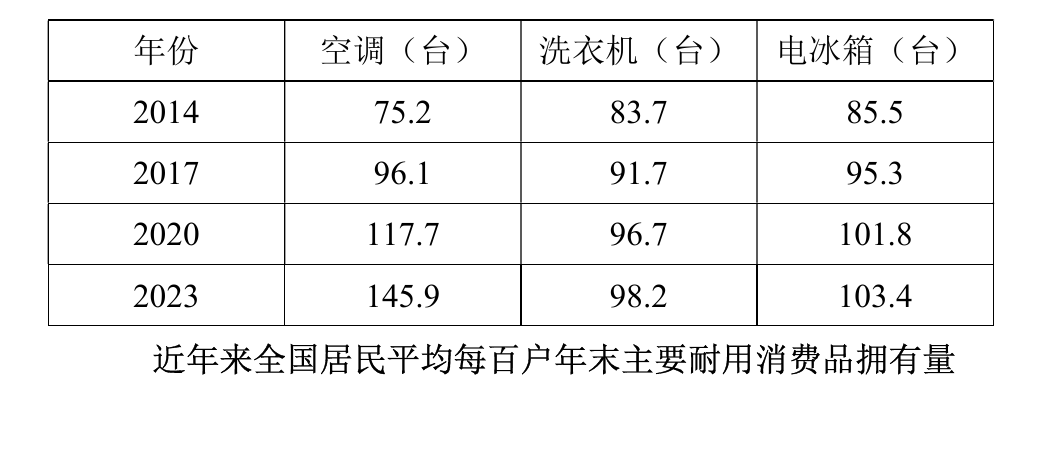 年份 空调（台） 洗衣机（台） 电冰箱（台）
2014 75.2 83.7 85.5
2017 96.1 91.7 95.3
2020 117.7 96.7 101.8
2023 145.9 98.2 103.4
近年来全国居民平均每百户年末主要耐用消费品拥有量